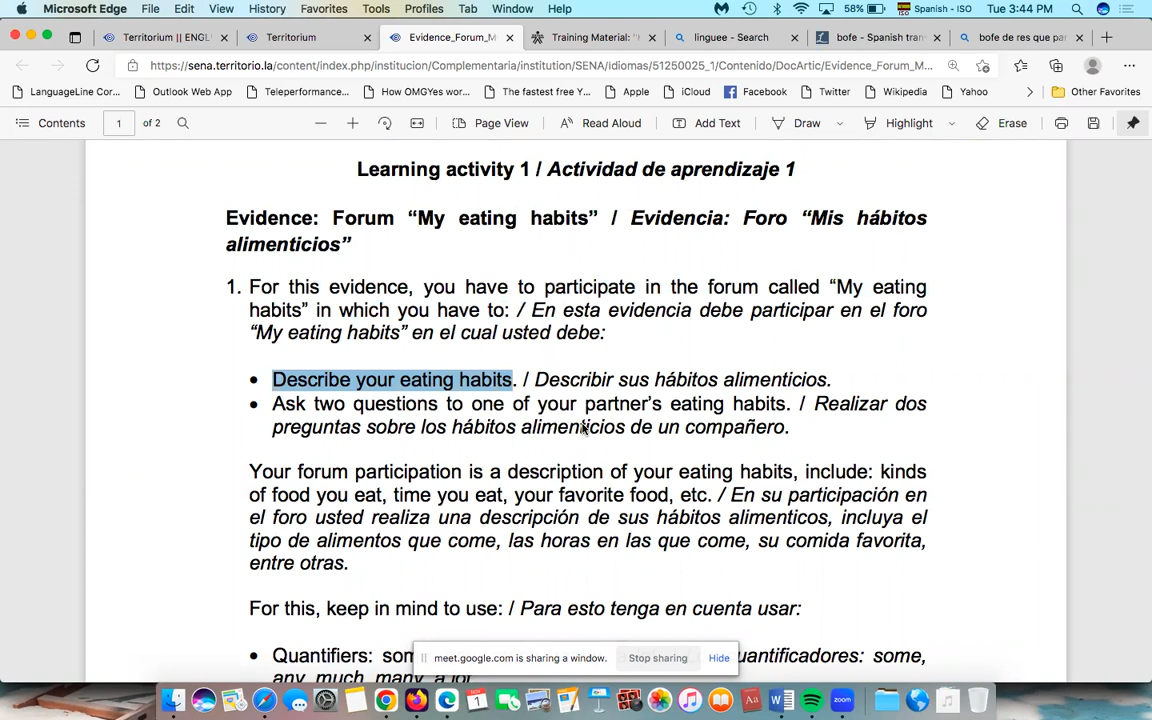 Microsoft Edge File Edit View History Favorites Tools Profiles Tab Window Help 58% Spanish - ISO Tue 3:44 PM
Territorium || ENGL Territorium Evidence_Forum_M Training Material: " linguee - Search bofe - Spanish tran bofe de res que par
https://sena.territorio.la/content/index.php/institucion/Complementaria/institution/SENA/Idiomas/51250025_1/Contenido/DocArtic/Evidence_Forum_M...
LanguageLine Cor... Outlook Web App Teleperformance... How OMGYes wor... The fastest free Y... Apple iCloud Facebook Twitter Wikipedia Yahoo Other Favorites
Contents 1 of 2 Page View Read Aloud Add Text Draw Highlight Erase
Learning activity 1 / Actividad de aprendizaje 1
Evidence: Forum “My eating habits” / Evidencia: Foro “Mis hábitos
alimenticios”
1. For this evidence, you have to participate in the forum called “My eating
habits” in which you have to: / En esta evidencia debe participar en el foro
“My eating habits” en el cual usted debe:
• Describe your eating habits. / Describir sus hábitos alimenticios.
• Ask two questions to one of your partner’s eating habits. / Realizar dos
preguntas sobre los hábitos alimenticios de un compañero.
Your forum participation is a description of your eating habits, include: kinds
of food you eat, time you eat, your favorite food, etc. / En su participación en
el foro usted realiza una descripción de sus hábitos alimenticos, incluya el
tipo de alimentos que come, las horas en las que come, su comida favorita,
entre otras.
For this, keep in mind to use: / Para esto tenga en cuenta usar:
• Quantifiers: som uantificadores: some,
any, much, many, a lot
meet.google.com is sharing a window. Stop sharing Hide